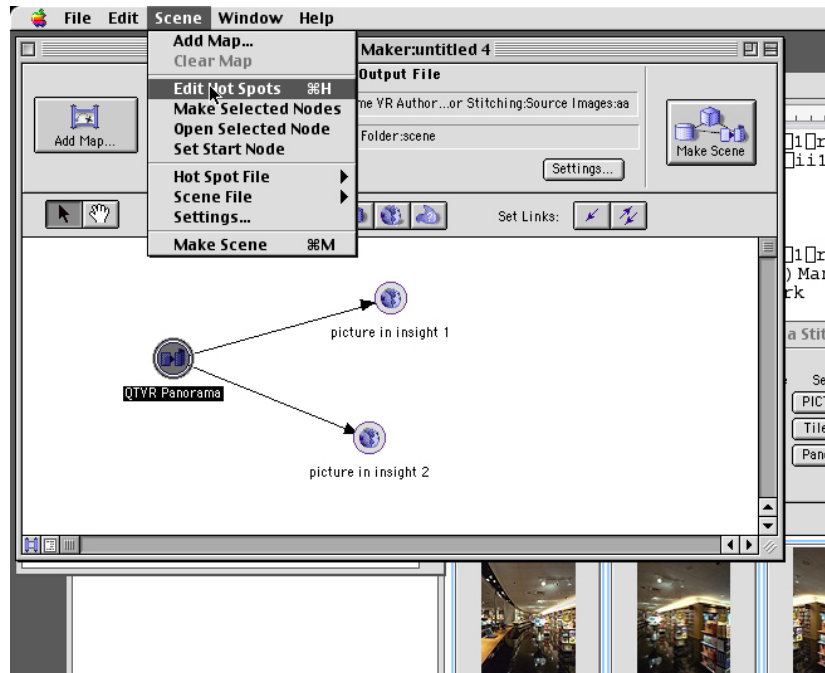 File Edit Scene Window Help
Add Map...
Clear Map
Edit Hot Spots ⌘H
Make Selected Nodes
Open Selected Node
Set Start Node
Hot Spot File
Scene File
Settings...
Make Scene ⌘M
Maker:untitled 4
Output File
me VR Author...or Stitching:Source Images:aa
Folder:scene
Settings...
Add Map...
Make Scene
Set Links:
picture in insight 1
QTVR Panorama
picture in insight 2
a Stit
Se
PICT
Tile
Pan